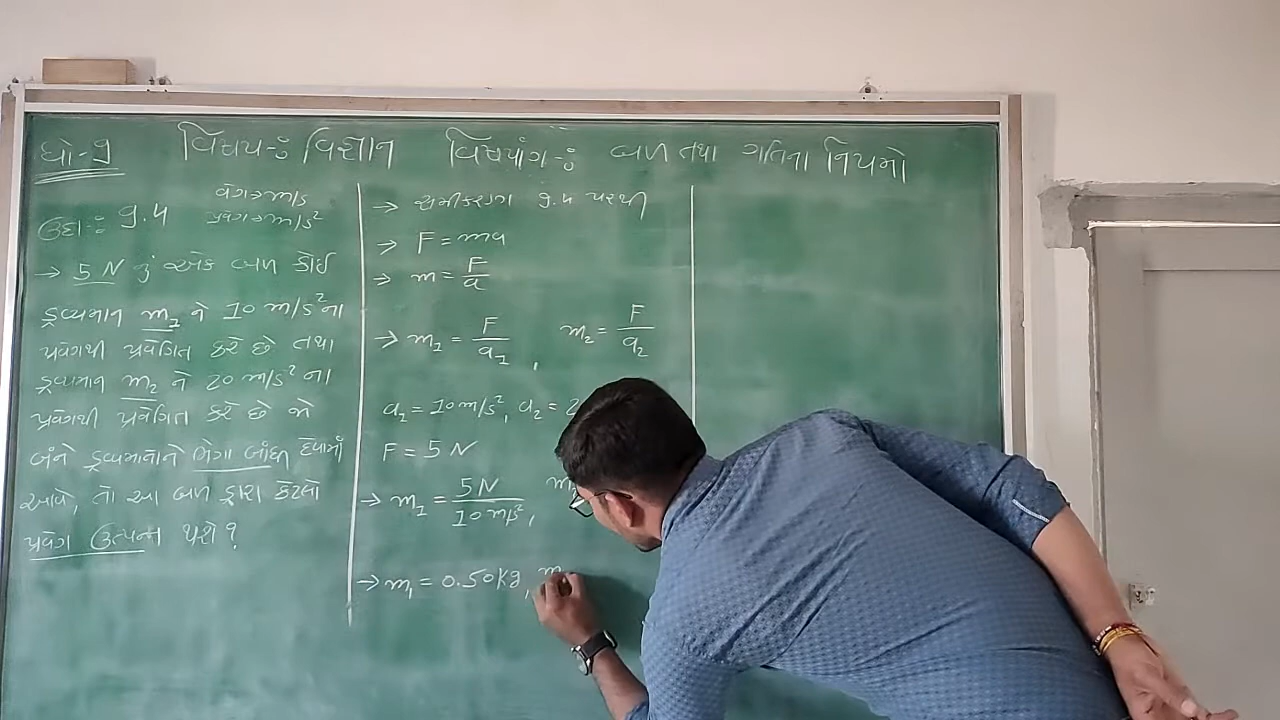 ધો-9 વિષય-: વિજ્ઞાન વિષયાંગ-: બળ તથા ગતિના નિયમો
વેગ→m/s
ઉદા-: 9.4 પ્રવેગ→m/s²
→ 5 N નું એક બળ કોઈ
દ્રવ્યમાન m₁ ને 10 m/s² ના
પ્રવેગથી પ્રવેગિત કરે છે તથા
દ્રવ્યમાન m₂ ને 20 m/s² ના
પ્રવેગથી પ્રવેગિત કરે છે જો
બંને દ્રવ્યમાનોને ભેગા બાંધી દેવામાં
આવે, તો આ બળ દ્વારા કેટલો
પ્રવેગ ઉત્પન્ન થશે?
→ સમીકરણ 9.4 પરથી
→ F = ma
→ m = F/a
→ m₁ = F/a₁ , m₂ = F/a₂
a₁ = 10 m/s², a₂ = 2
F = 5 N
→ m₁ = 5N/10 m/s², m
→ m₁ = 0.50 kg, m